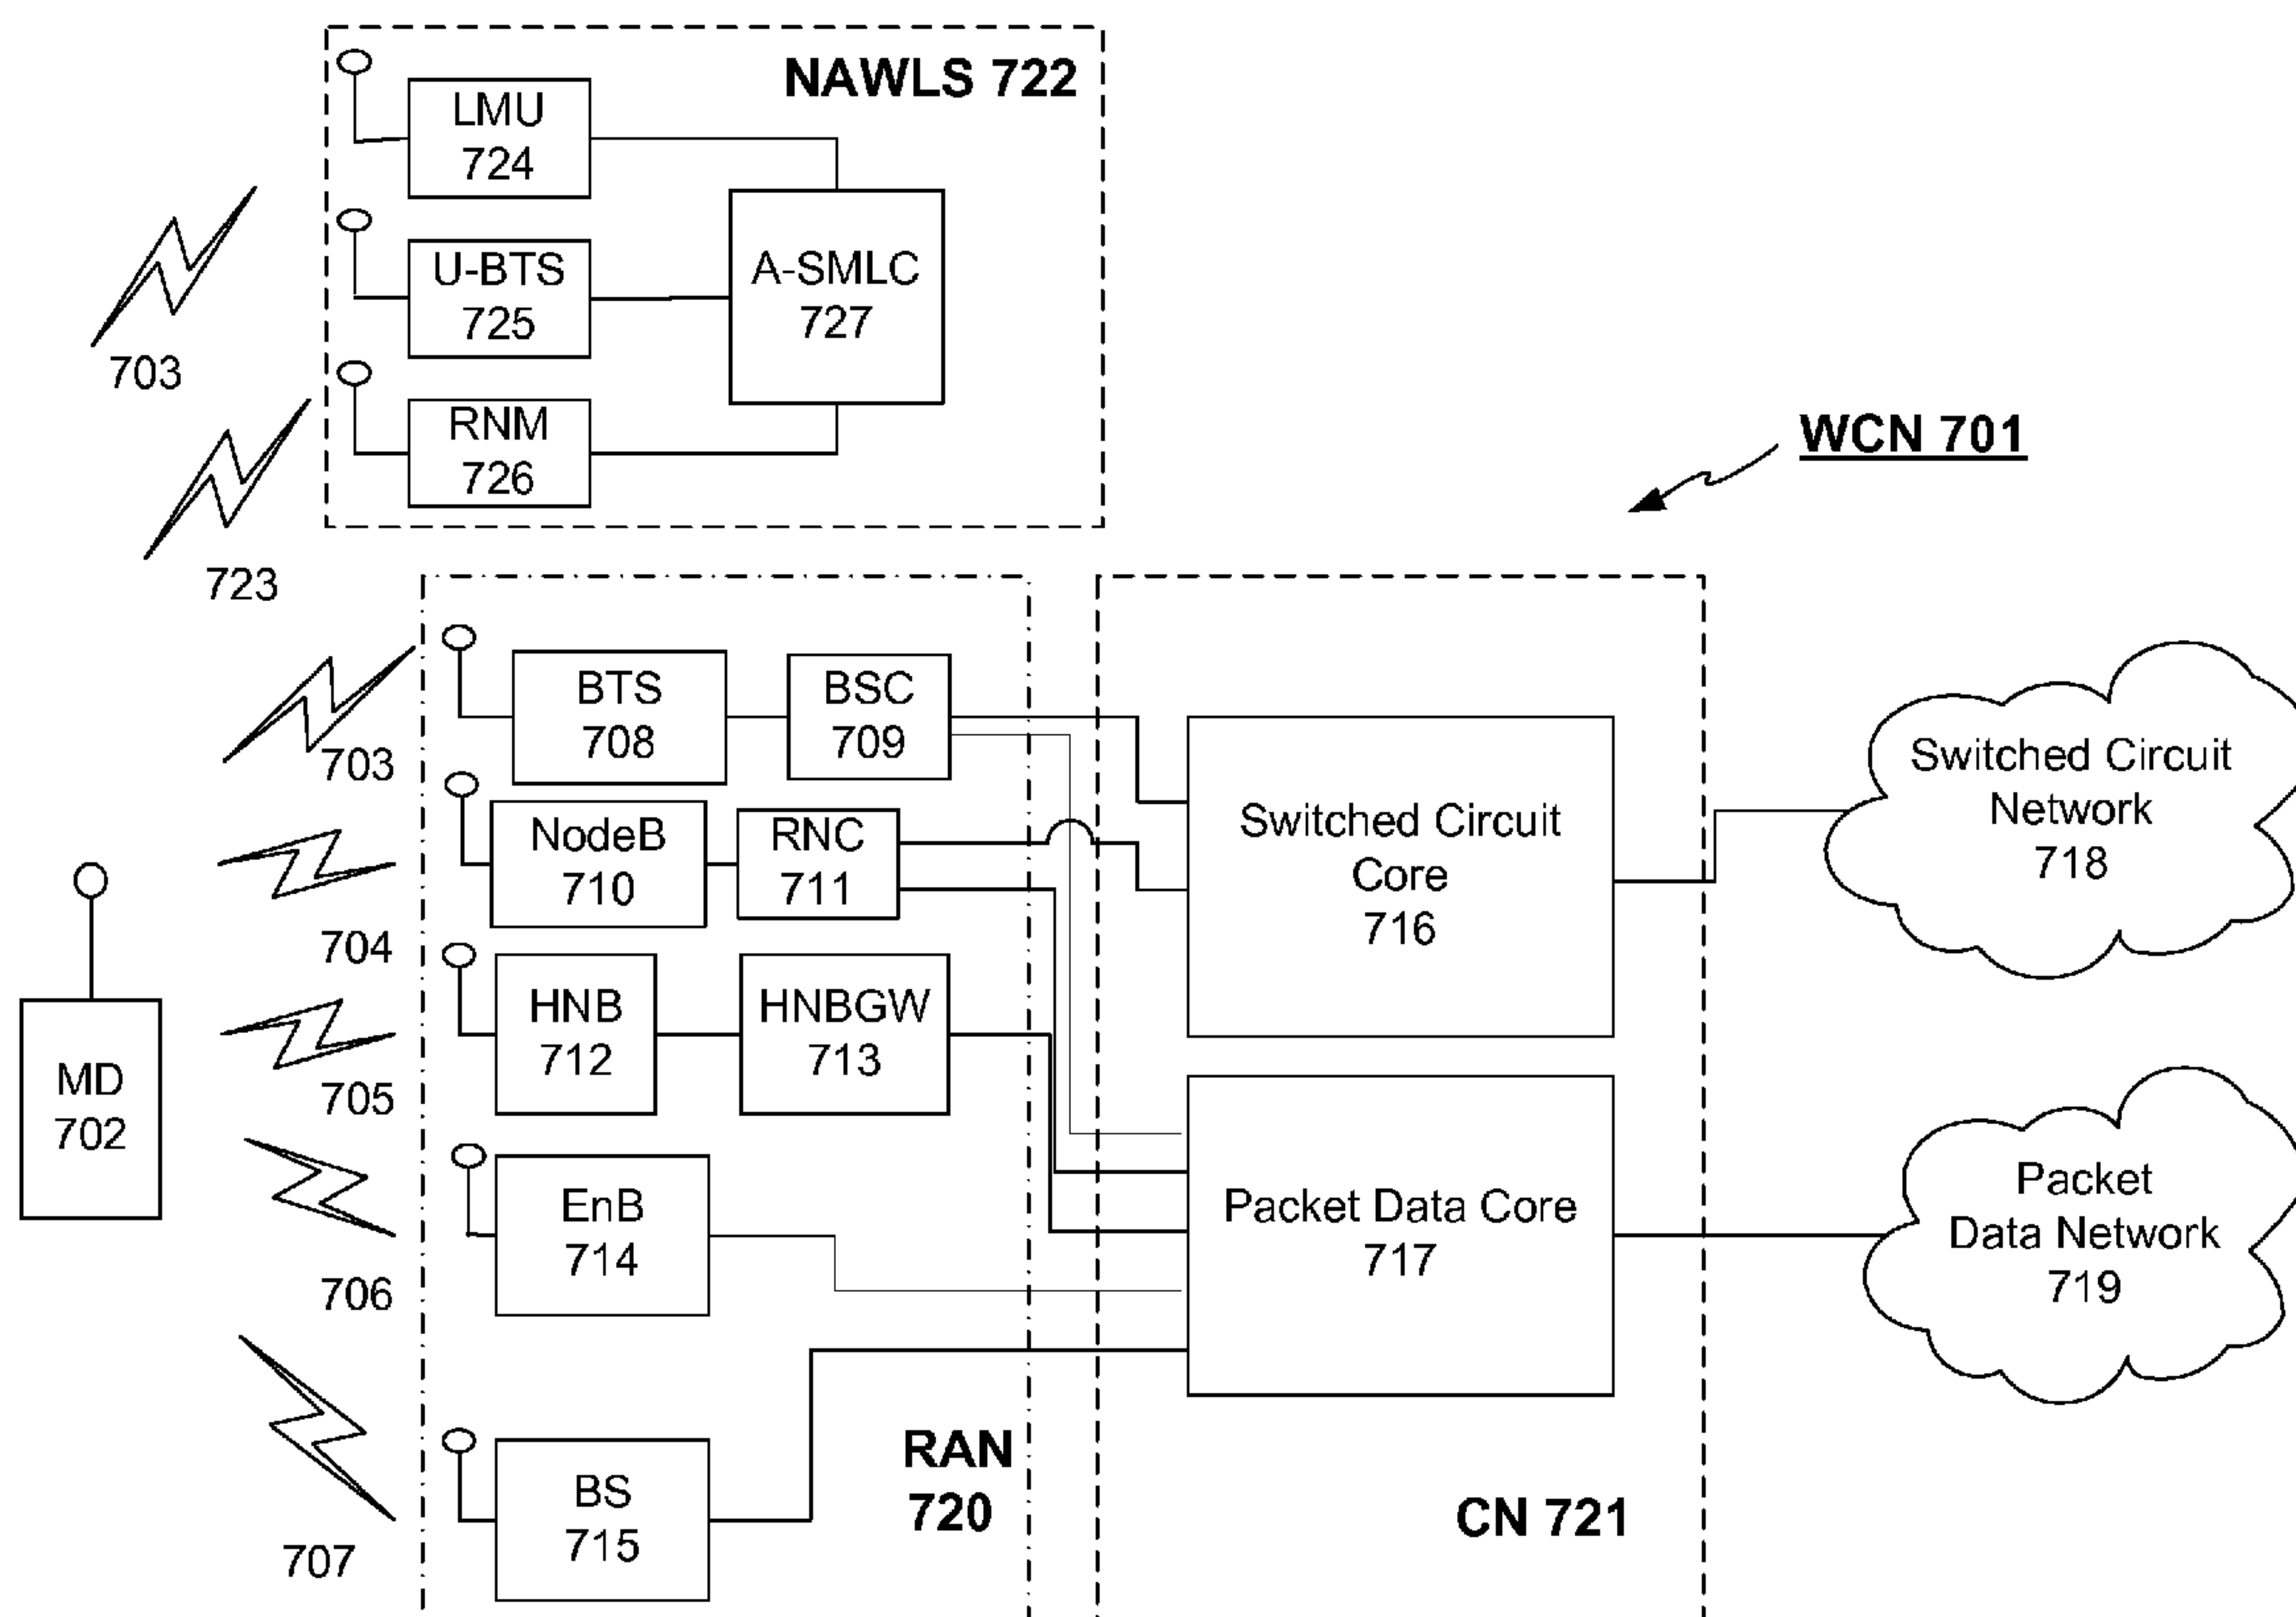 NAWLS 722
LMU
724
U-BTS
725
A-SMLC
727
RNM
726
703
723
WCN 701
703
BTS
708
BSC
709
704
NodeB
710
RNC
711
Switched Circuit
Core
716
Switched Circuit
Network
718
MD
702
705
HNB
712
HNBGW
713
706
EnB
714
Packet Data Core
717
Packet
Data Network
719
707
BS
715
RAN
720
CN 721